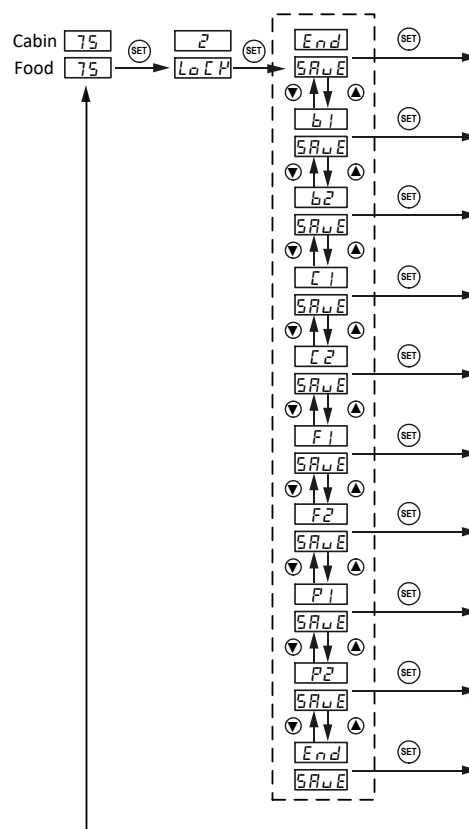 Cabin 75 SET 2 SET End SET
Food 75 LoCK SAvE
b1 SET
SAvE
b2 SET
SAvE
C1 SET
SAvE
C2 SET
SAvE
F1 SET
SAvE
F2 SET
SAvE
P1 SET
SAvE
P2 SET
SAvE
End SET
SAvE